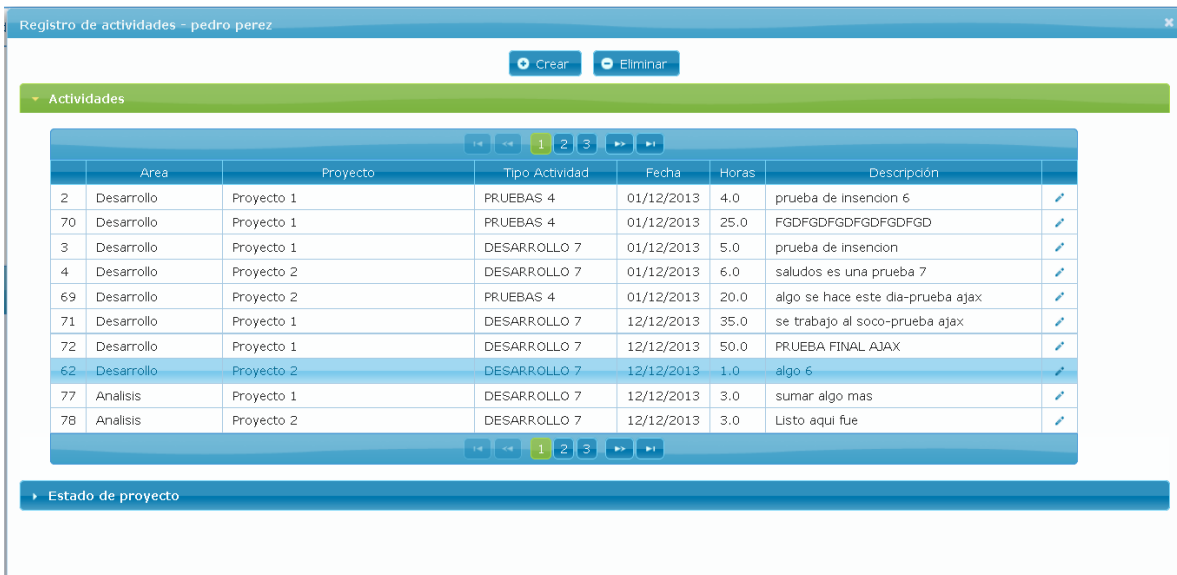 Registro de actividades - pedro perez
Crear Eliminar
Actividades
1 2 3
Area Proyecto Tipo Actividad Fecha Horas Descripción
2 Desarrollo Proyecto 1 PRUEBAS 4 01/12/2013 4.0 prueba de insencion 6
70 Desarrollo Proyecto 1 PRUEBAS 4 01/12/2013 25.0 FGDFGDFGDFGDFGDFGD
3 Desarrollo Proyecto 1 DESARROLLO 7 01/12/2013 5.0 prueba de insencion
4 Desarrollo Proyecto 2 DESARROLLO 7 01/12/2013 6.0 saludos es una prueba 7
69 Desarrollo Proyecto 2 PRUEBAS 4 01/12/2013 20.0 algo se hace este dia-prueba ajax
71 Desarrollo Proyecto 1 DESARROLLO 7 12/12/2013 35.0 se trabajo al soco-prueba ajax
72 Desarrollo Proyecto 1 DESARROLLO 7 12/12/2013 50.0 PRUEBA FINAL AJAX
62 Desarrollo Proyecto 2 DESARROLLO 7 12/12/2013 1.0 algo 6
77 Analisis Proyecto 1 DESARROLLO 7 12/12/2013 3.0 sumar algo mas
78 Analisis Proyecto 2 DESARROLLO 7 12/12/2013 3.0 Listo aqui fue
1 2 3
Estado de proyecto